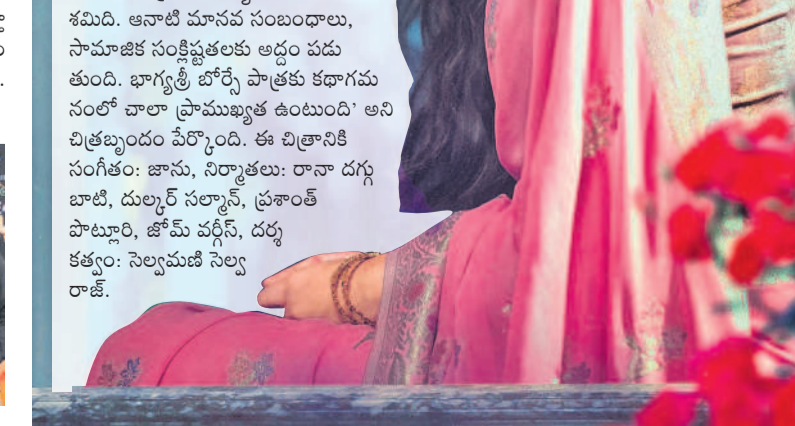 శమిది. ఆనాటి మానవ సంబంధాలు,
సామాజిక సంక్లిష్టతలకు అద్దం పడు
తుంది. భాగ్యశ్రీ బోర్సే పాత్రకు కథాగమ
నంలో చాలా ప్రాముఖ్యత ఉంటుంది’ అని
చిత్రబృందం పేర్కొంది. ఈ చిత్రానికి
సంగీతం: జాను, నిర్మాతలు: రానా దగ్గు
బాటి, దుల్కర్ సల్మాన్, ప్రశాంత్
పొట్లూరి, జోమ్ వర్గీస్, దర్శ
కత్వం: సెల్వమణి సెల్వ
రాజ్.